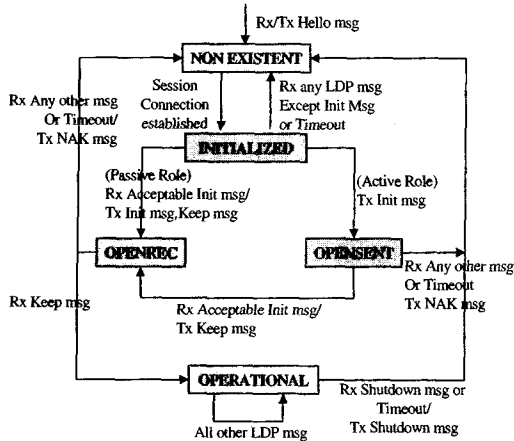 Rx/Tx Hello msg
NON EXISTENT
Session
Connection
established
Rx any LDP msg
Except Init Msg
or Timeout
Rx Any other msg
Or Timeout/
Tx NAK msg
INITIALIZED
(Passive Role)
Rx Acceptable Init msg/
Tx Init msg,Keep msg
(Active Role)
Tx Init msg
OPENREC
OPENSENT
Rx Any other msg
Or Timeout
Tx NAK msg
Rx Keep msg
Rx Acceptable Init msg/
Tx Keep msg
OPERATIONAL
Rx Shutdown msg or
Timeout/
Tx Shutdown msg
All other LDP msg